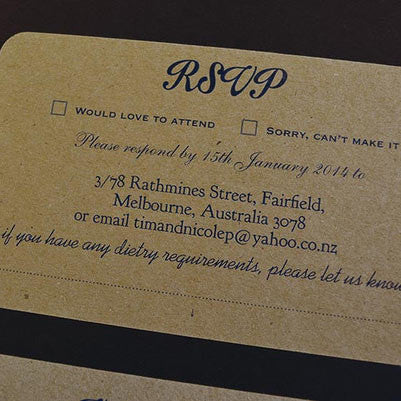 RSVP
WOULD LOVE TO ATTEND SORRY, CAN'T MAKE IT
Please respond by 15th January 2014 to
3/78 Rathmines Street, Fairfield,
Melbourne, Australia 3078
or email timandnicolep@yahoo.co.nz
if you have any dietry requirements, please let us know